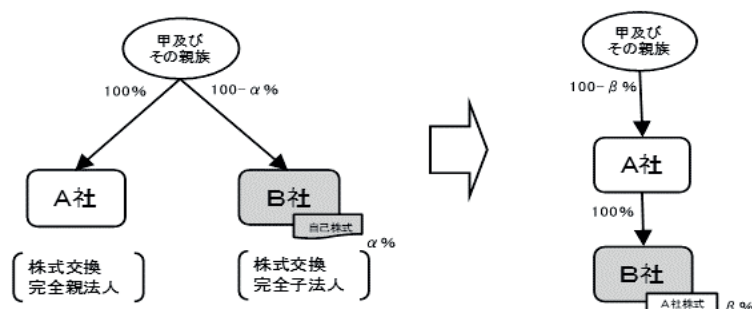 甲及び
その親族
100%
100-α%
A社
B社
自己株式
α%
株式交換
完全親法人
株式交換
完全子法人
甲及び
その親族
100-β%
A社
100%
B社
A社株式
β%